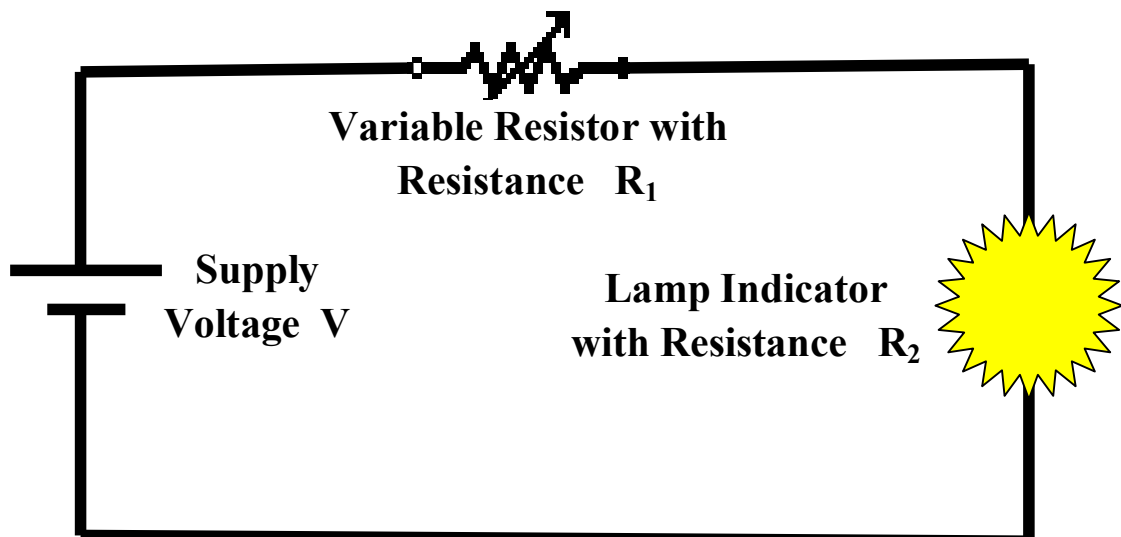 Variable Resistor with
Resistance R₁
Supply
Voltage V
Lamp Indicator
with Resistance R₂